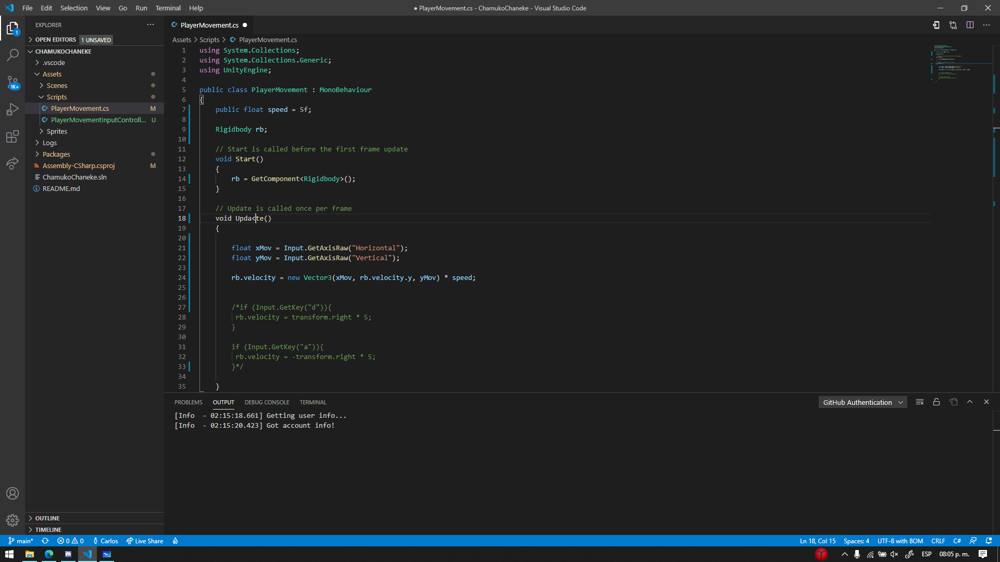 File Edit Selection View Go Run Terminal Help
● PlayerMovement.cs - ChamukoChaneke - Visual Studio Code
EXPLORER
OPEN EDITORS 1 UNSAVED
CHAMUKOCHANEKE
.vscode
Assets
Scenes
Scripts
PlayerMovement.cs M
PlayerMovementInputControll... U
Sprites
Logs
Packages
Assembly-CSharp.csproj M
ChamukoChaneke.sln
README.md
OUTLINE
TIMELINE
1
1K+
PlayerMovement.cs
Assets > Scripts > PlayerMovement.cs
1 using System.Collections;
2 using System.Collections.Generic;
3 using UnityEngine;
4
5 public class PlayerMovement : MonoBehaviour
6 {
7 public float speed = 5f;
8
9 Rigidbody rb;
10
11 // Start is called before the first frame update
12 void Start()
13 {
14 rb = GetComponent<Rigidbody>();
15 }
16
17 // Update is called once per frame
18 void Upda<te()
19 {
20
21 float xMov = Input.GetAxisRaw("Horizontal");
22 float yMov = Input.GetAxisRaw("Vertical");
23
24 rb.velocity = new Vector3(xMov, rb.velocity.y, yMov) * speed;
25
26
27 /*if (Input.GetKey("d")){
28 rb.velocity = transform.right * 5;
29 }
30
31 if (Input.GetKey("a")){
32 rb.velocity = -transform.right * 5;
33 }*/
34
35 }
PROBLEMS OUTPUT DEBUG CONSOLE TERMINAL
GitHub Authentication
[Info  - 02:15:18.661] Getting user info...
[Info  - 02:15:20.423] Got account info!
main* 0 0 Carlos Live Share
Ln 18, Col 15 Spaces: 4 UTF-8 with BOM CRLF C#
ESP 08:05 p. m.